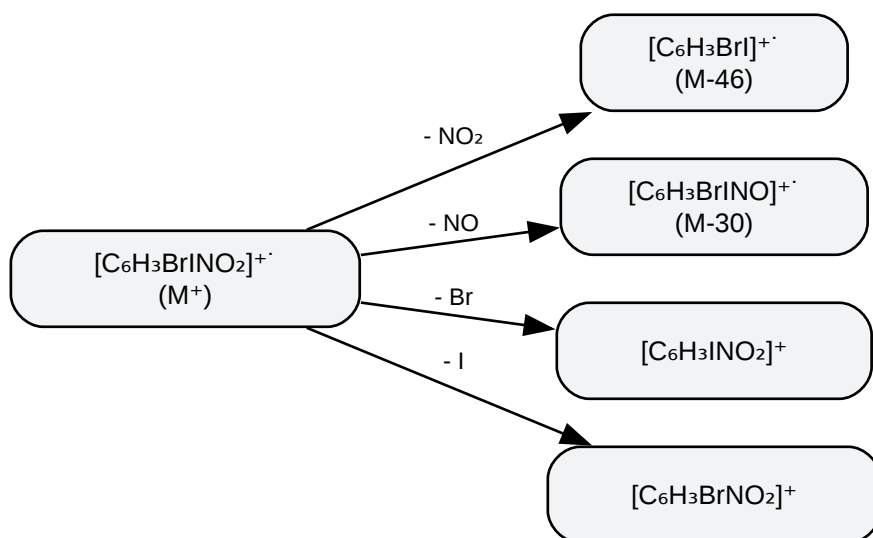 [C₆H₃BrI]⁺˙
(M-46)
- NO₂
[C₆H₃BrINO]⁺˙
(M-30)
- NO
[C₆H₃BrINO₂]⁺˙
(M⁺)
- Br
[C₆H₃INO₂]⁺
- I
[C₆H₃BrNO₂]⁺